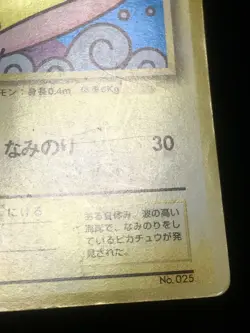 モン：身長0.4m 体重6Kg
なみのり 30
にげる
ある夏休み、波の高い
海岸で、なみのりをし
ているピカチュウが発
見された。
No.025